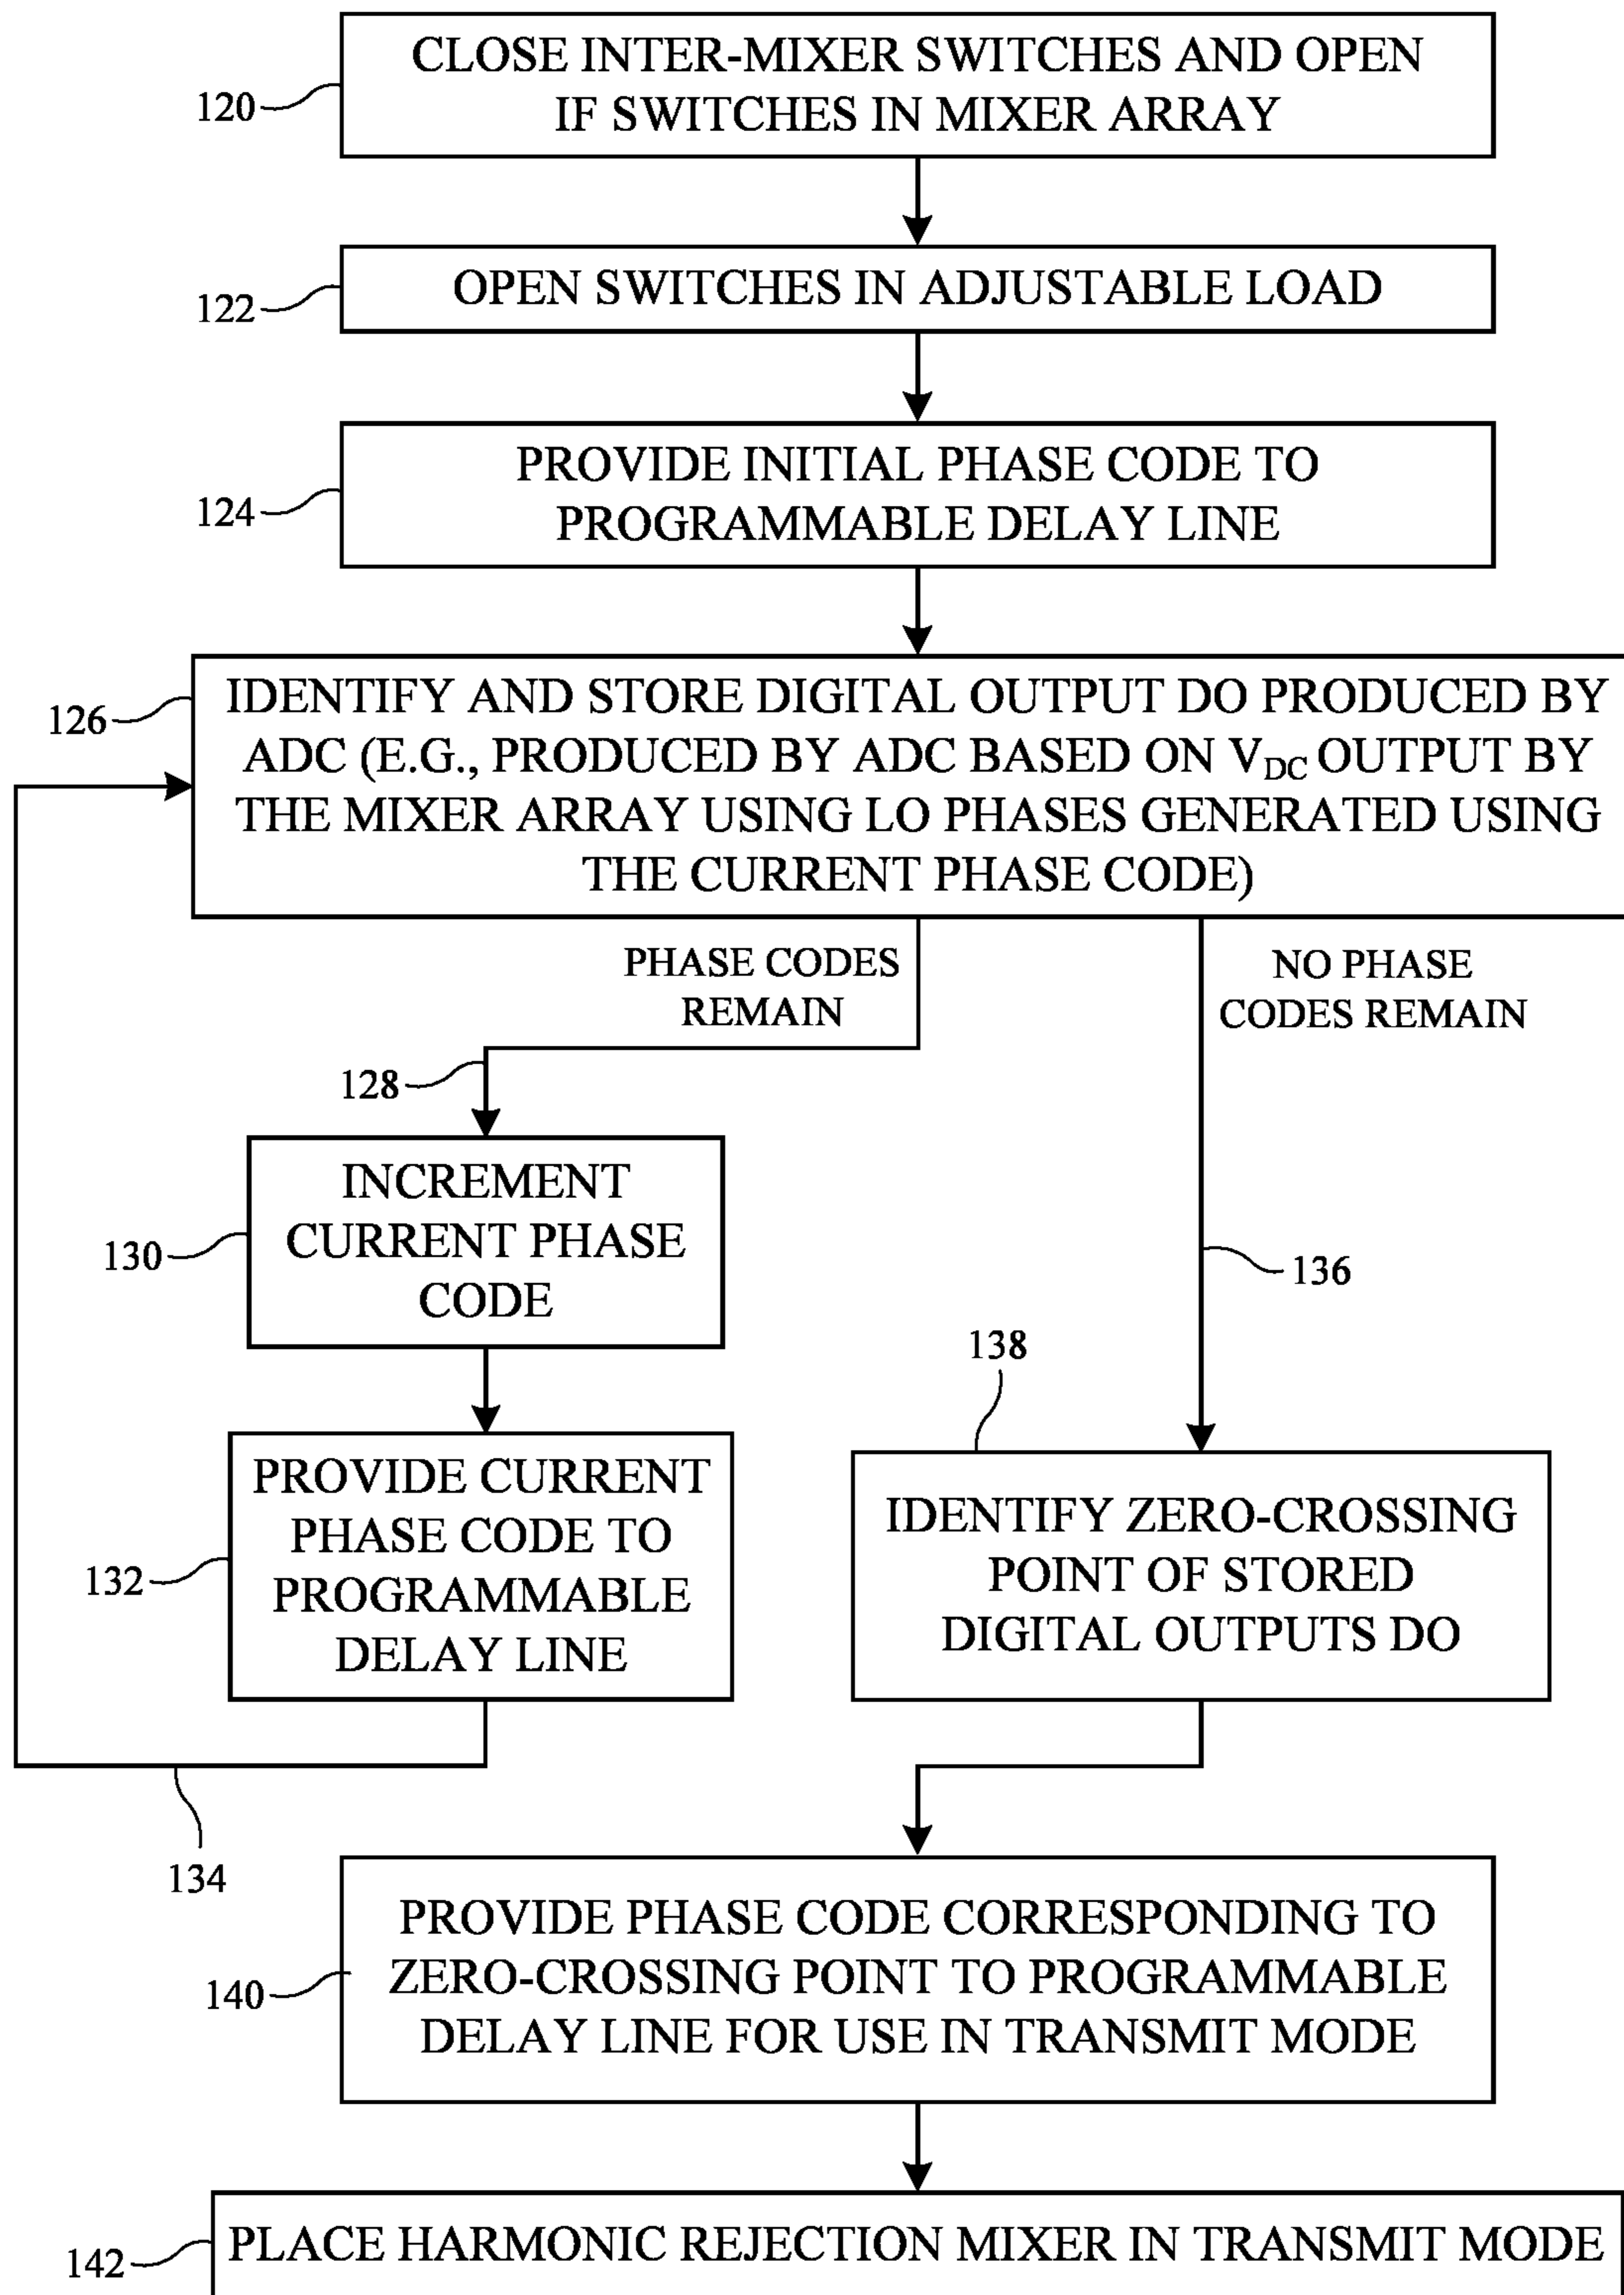 CLOSE INTER-MIXER SWITCHES AND OPEN
IF SWITCHES IN MIXER ARRAY
120
OPEN SWITCHES IN ADJUSTABLE LOAD
122
PROVIDE INITIAL PHASE CODE TO
PROGRAMMABLE DELAY LINE
124
IDENTIFY AND STORE DIGITAL OUTPUT DO PRODUCED BY
ADC (E.G., PRODUCED BY ADC BASED ON VDC OUTPUT BY
THE MIXER ARRAY USING LO PHASES GENERATED USING
THE CURRENT PHASE CODE)
126
PHASE CODES
REMAIN
NO PHASE
CODES REMAIN
128
INCREMENT
CURRENT PHASE
CODE
130
136
138
PROVIDE CURRENT
PHASE CODE TO
PROGRAMMABLE
DELAY LINE
132
IDENTIFY ZERO-CROSSING
POINT OF STORED
DIGITAL OUTPUTS DO
134
PROVIDE PHASE CODE CORRESPONDING TO
ZERO-CROSSING POINT TO PROGRAMMABLE
DELAY LINE FOR USE IN TRANSMIT MODE
140
PLACE HARMONIC REJECTION MIXER IN TRANSMIT MODE
142